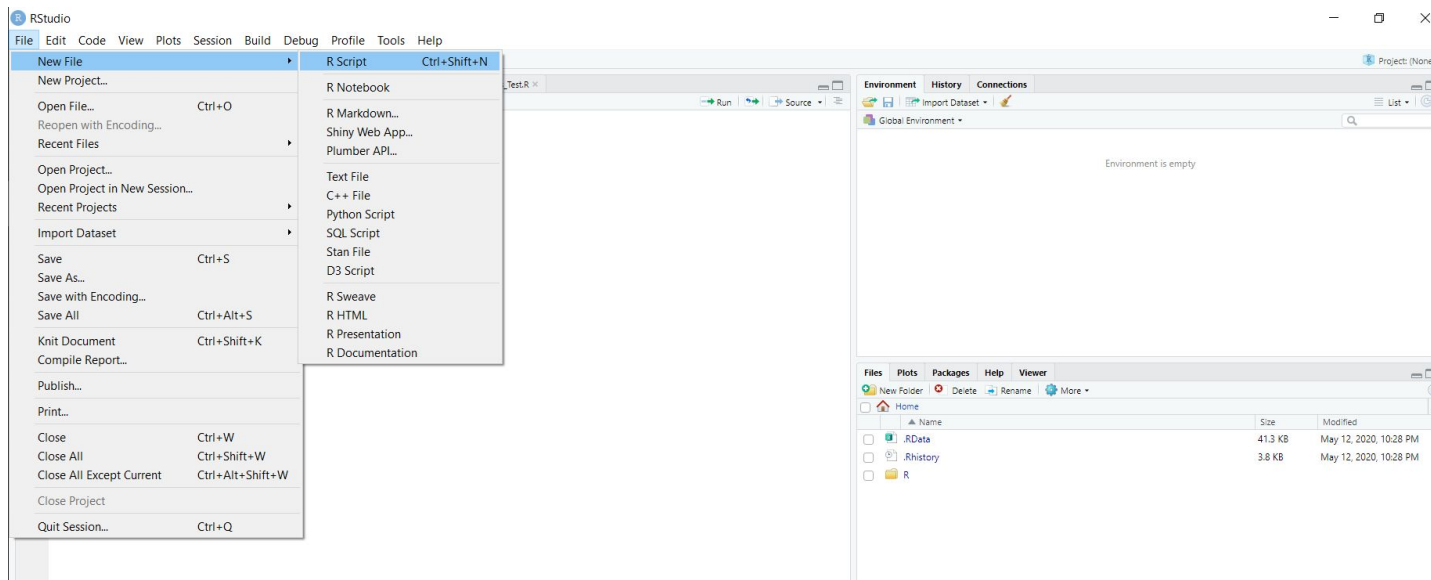 RStudio
File Edit Code View Plots Session Build Debug Profile Tools Help
New File
New Project...
Open File... Ctrl+O
Reopen with Encoding...
Recent Files
Open Project...
Open Project in New Session...
Recent Projects
Import Dataset
Save Ctrl+S
Save As...
Save with Encoding...
Save All Ctrl+Alt+S
Knit Document Ctrl+Shift+K
Compile Report...
Publish...
Print...
Close Ctrl+W
Close All Ctrl+Shift+W
Close All Except Current Ctrl+Alt+Shift+W
Close Project
Quit Session... Ctrl+Q
R Script Ctrl+Shift+N
R Notebook
R Markdown...
Shiny Web App...
Plumber API...
Text File
C++ File
Python Script
SQL Script
Stan File
D3 Script
R Sweave
R HTML
R Presentation
R Documentation
_Test.R
Run Source
Project: (None
Environment History Connections
Import Dataset List
Global Environment
Environment is empty
Files Plots Packages Help Viewer
New Folder Delete Rename More
Home
Name Size Modified
.RData 41.3 KB May 12, 2020, 10:28 PM
.Rhistory 3.8 KB May 12, 2020, 10:28 PM
R